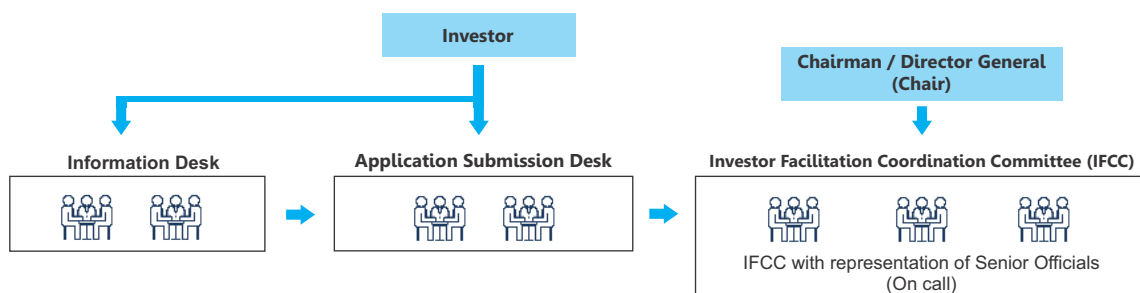 Investor
Chairman / Director General
(Chair)
Information Desk
Application Submission Desk
Investor Facilitation Coordination Committee (IFCC)
IFCC with representation of Senior Officials
(On call)